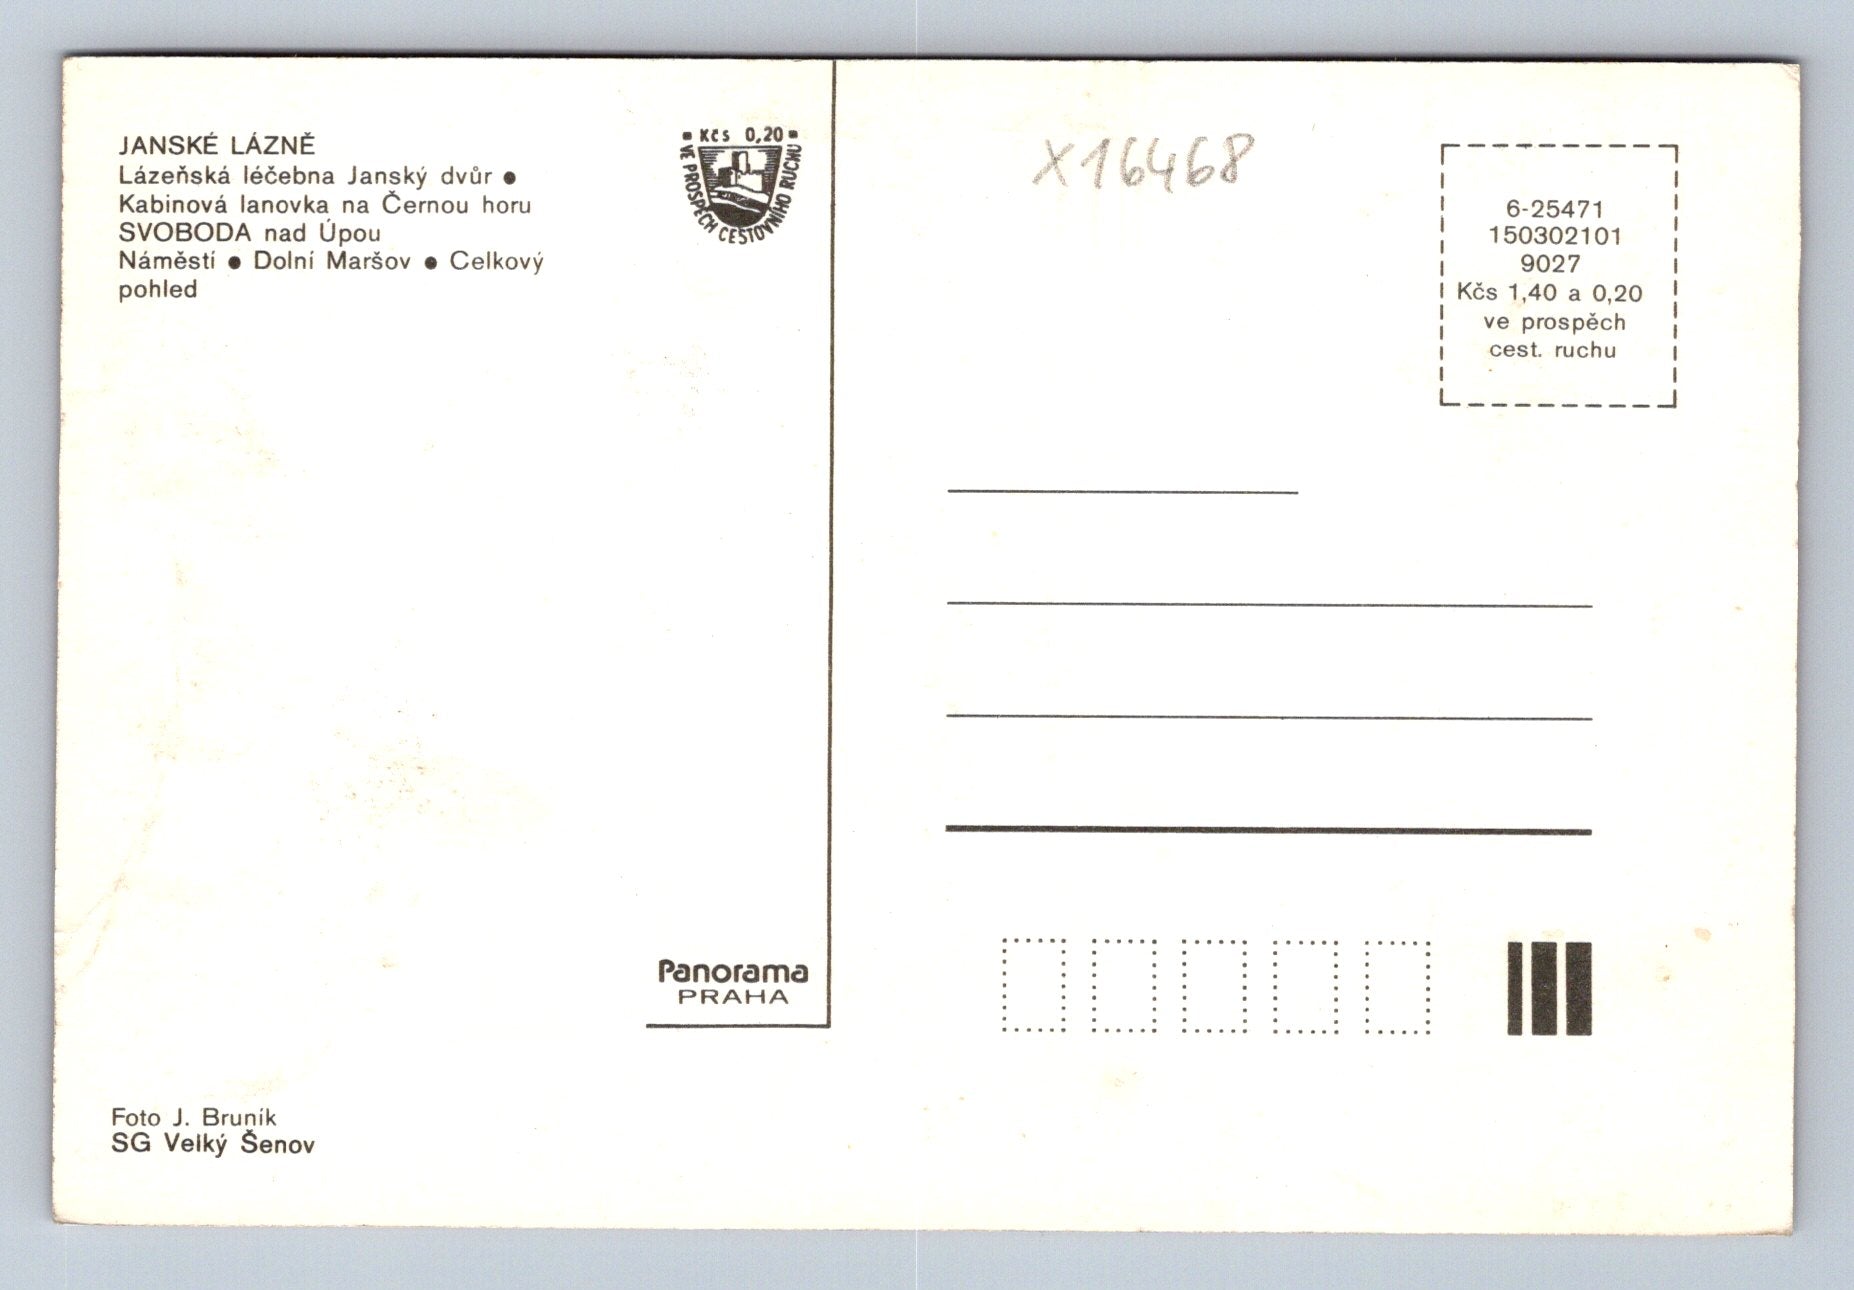 JANSKÉ LÁZNĚ
Lázeňská léčebna Janský dvůr ●
Kabinová lanovka na Černou horu
SVOBODA nad Úpou
Náměstí ● Dolní Maršov ● Celkový
pohled
Kčs 0,20
VE PROSPĚCH CESTOVNÍHO RUCHU
X16468
6-25471
150302101
9027
Kčs 1,40 a 0,20
ve prospěch
cest. ruchu
Panorama
PRAHA
Foto J. Bruník
SG Velký Šenov